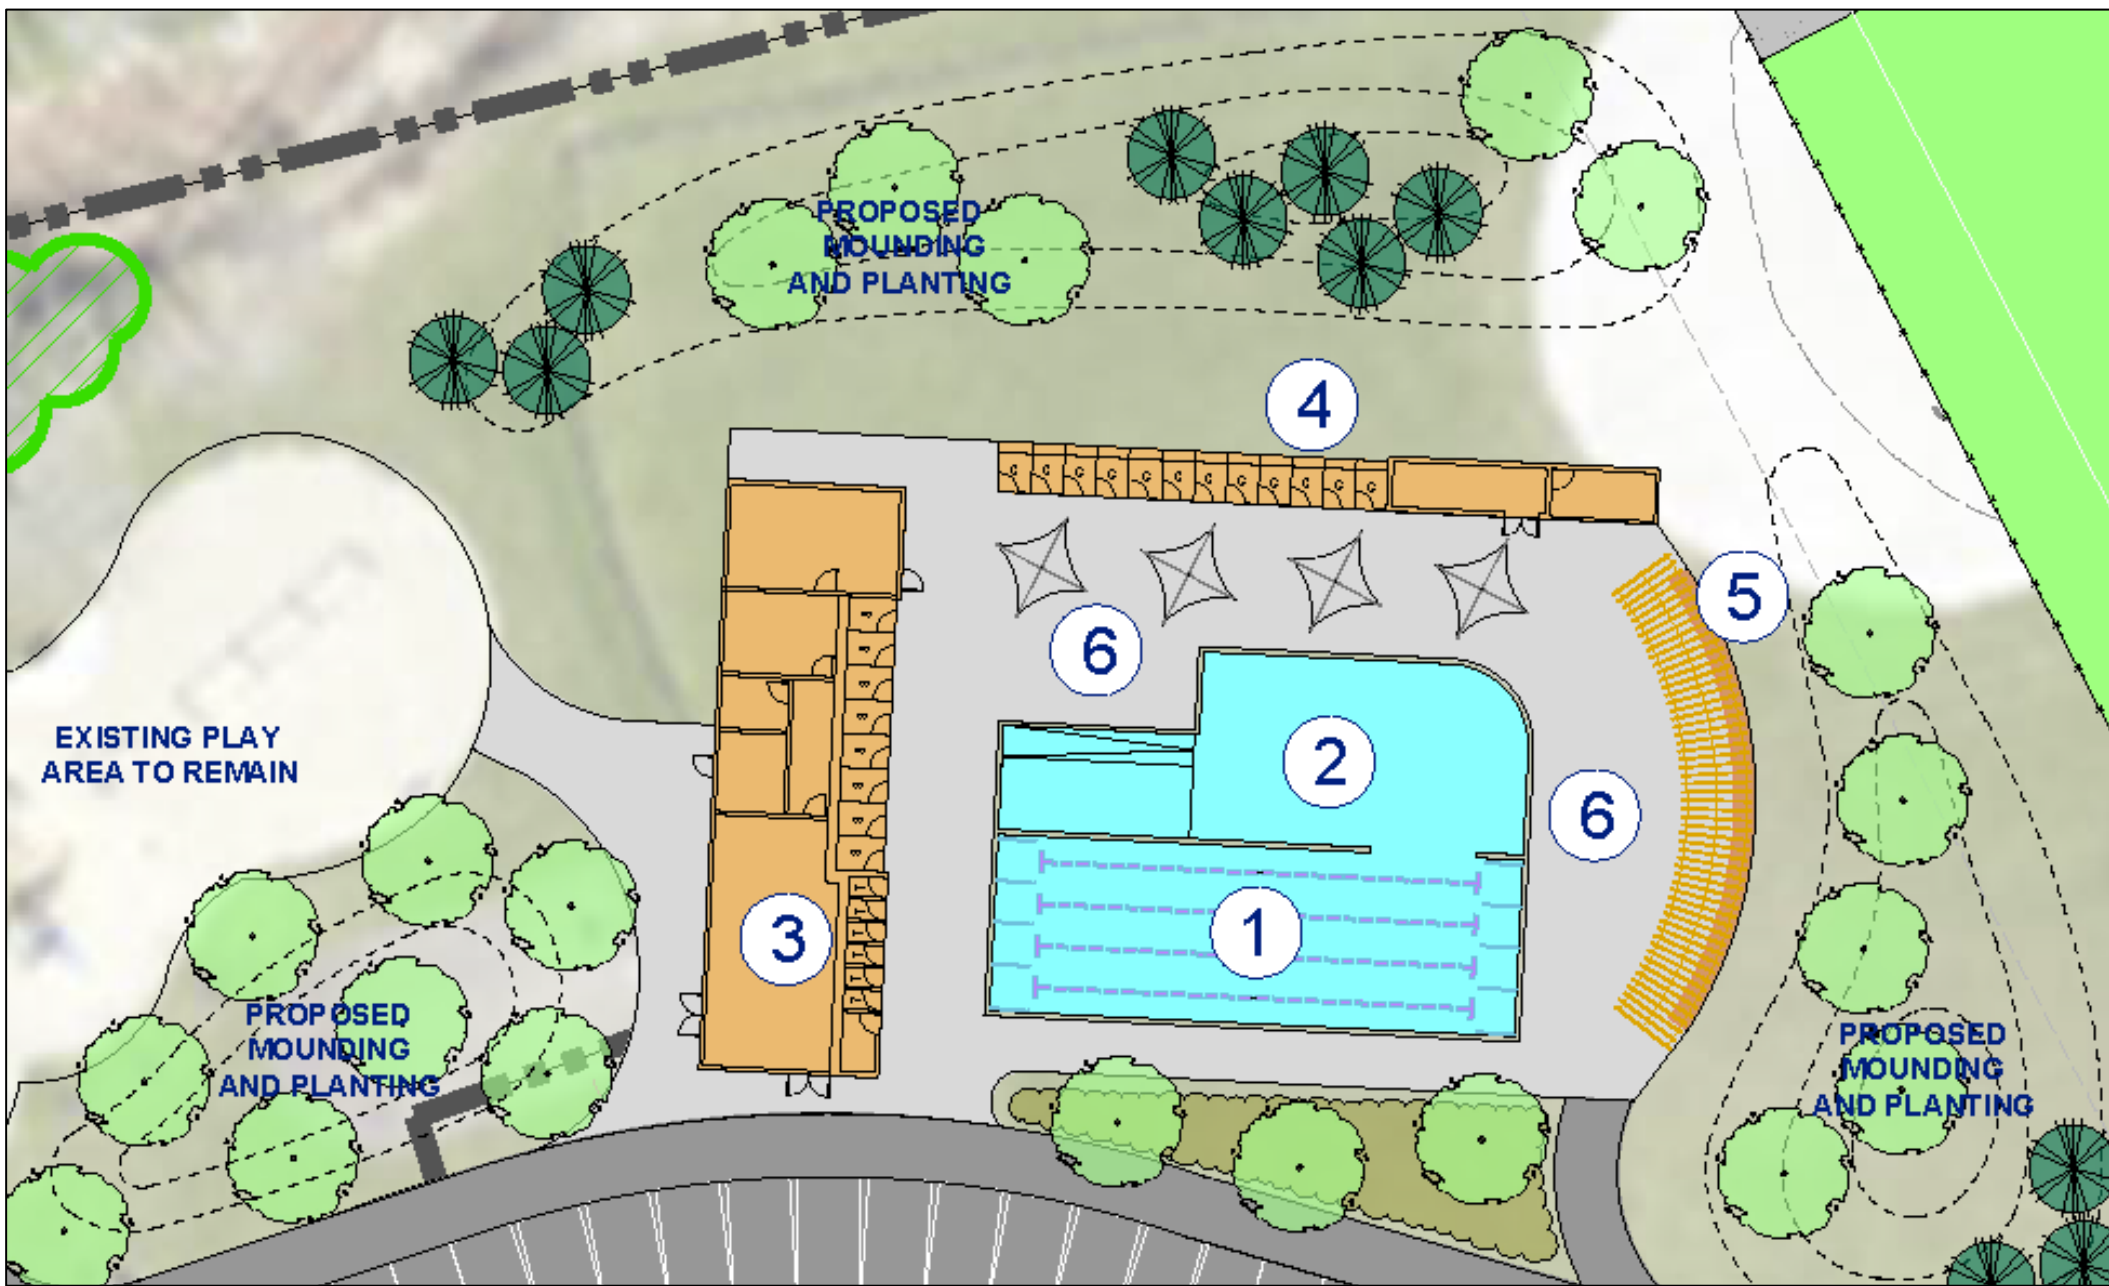 PROPOSED
MOUNDING
AND PLANTING
4
5
6
EXISTING PLAY
AREA TO REMAIN
2
6
3
1
PROPOSED
MOUNDING
AND PLANTING
PROPOSED
MOUNDING
AND PLANTING